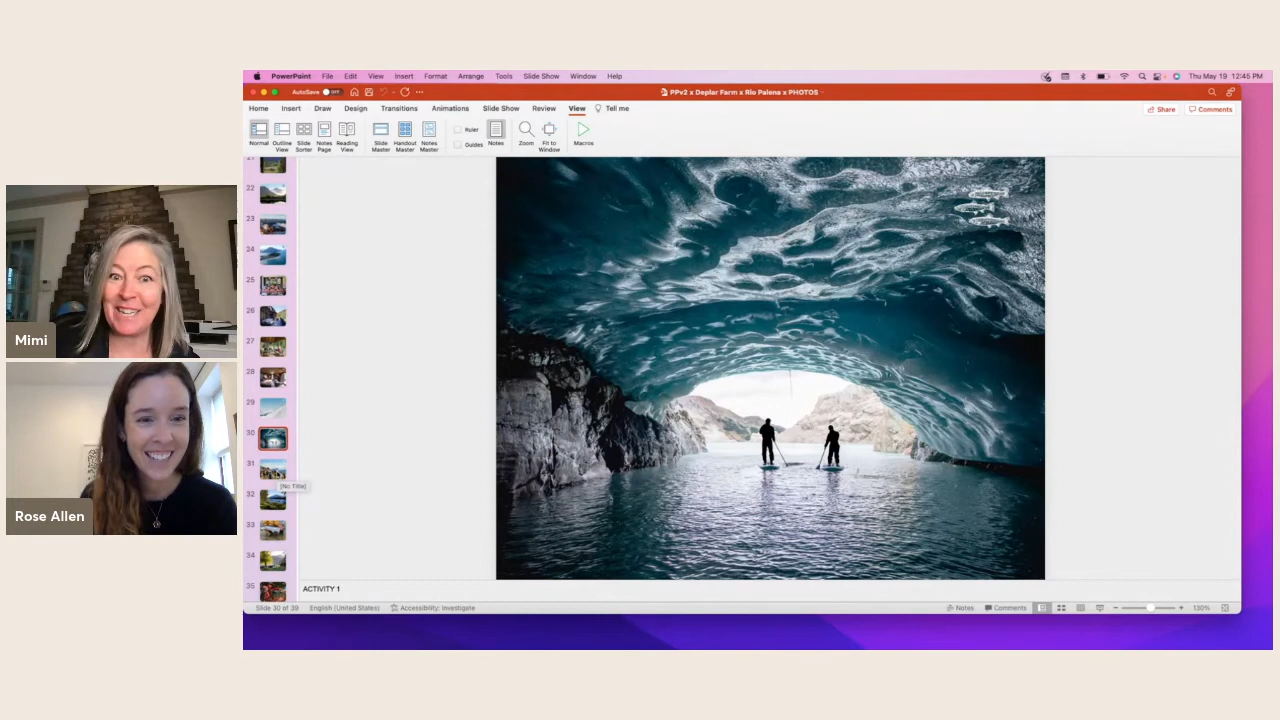 PowerPoint File Edit View Insert Format Arrange Tools Slide Show Window Help Thu May 19 12:45 PM
AutoSave OFF PPv2 x Deplar Farm x Rio Palena x PHOTOS
Home Insert Draw Design Transitions Animations Slide Show Review View Tell me Share Comments
Normal Outline View Slide Sorter Notes Page Reading View Slide Master Handout Master Notes Master Ruler Guides Notes Zoom Fit to Window Macros
21
22
23
24
25
26
27
28
29
30
31
[No Title]
32
33
34
35
Mimi
Rose Allen
ACTIVITY 1
Slide 30 of 39 English (United States) Accessibility: Investigate Notes Comments 130%